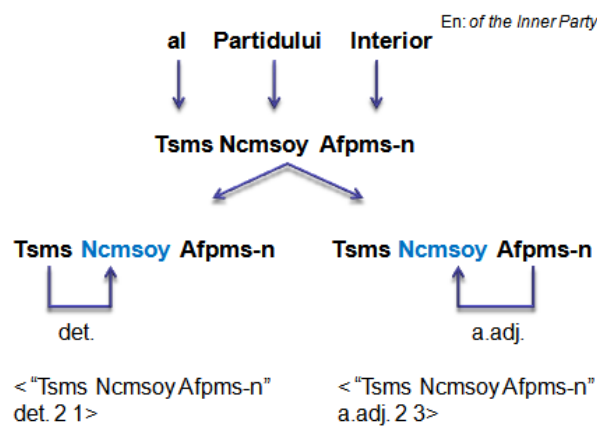 En: of the Inner Party
al Partidului Interior
Tsms Ncmsoy Afpms-n
Tsms Ncmsoy Afpms-n
det.
< “Tsms Ncmsoy Afpms-n”
det. 2 1>
Tsms Ncmsoy Afpms-n
a.adj.
< “Tsms Ncmsoy Afpms-n”
a.adj. 2 3>